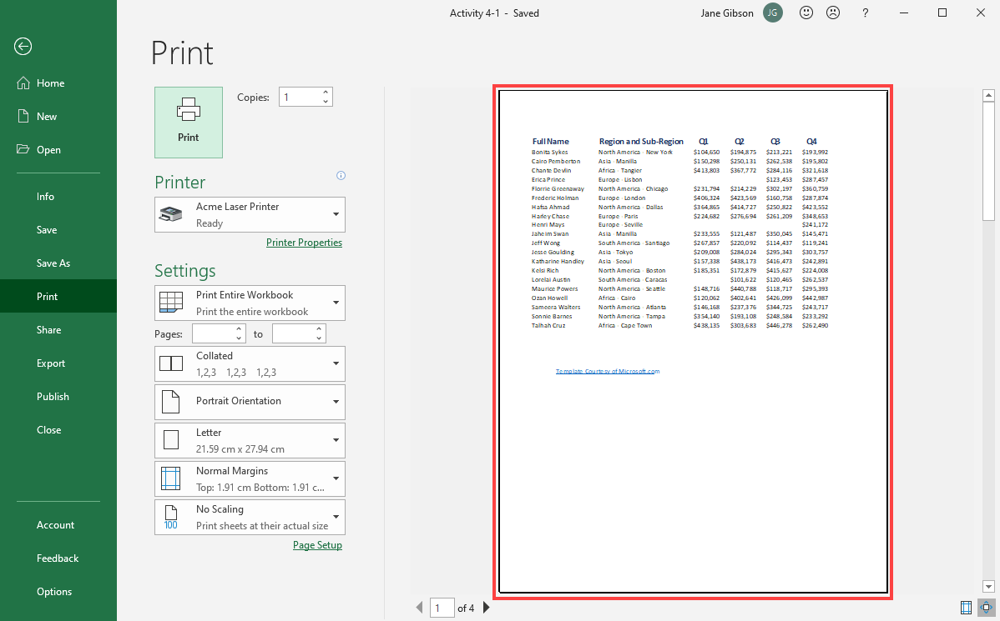 Activity 4-1 - Saved
Jane Gibson JG ?
Home
New
Open
Info
Save
Save As
Print
Share
Export
Publish
Close
Account
Feedback
Options
Print
Print
Copies: 1
Printer
Acme Laser Printer
Ready
Printer Properties
Settings
Print Entire Workbook
Print the entire workbook
Pages: to
Collated
1,2,3 1,2,3 1,2,3
Portrait Orientation
Letter
21.59 cm x 27.94 cm
Normal Margins
Top: 1.91 cm Bottom: 1.91 c...
No Scaling
100
Print sheets at their actual size
Page Setup
Full Name Region and Sub-Region Q1 Q2 Q3 Q4
Bonita Sykes North America - New York $104,650 $194,875 $213,221 $193,992
Cairo Pemberton Asia - Manilla $150,298 $250,131 $262,538 $195,802
Chante Devlin Africa - Tangier $413,803 $367,772 $284,116 $321,618
Erica Prince Europe - Lisbon $123,453 $287,457
Florrie Greenaway North America - Chicago $231,794 $214,229 $302,197 $360,759
Frederic Holman Europe - London $406,324 $423,569 $160,758 $287,874
Hafsa Ahmad North America - Dallas $364,865 $414,727 $250,822 $423,552
Harley Chase Europe - Paris $224,682 $276,694 $261,209 $348,653
Henri Mays Europe - Seville $241,172
Jaheim Swan Asia - Manilla $233,555 $121,487 $350,045 $145,471
Jeff Wong South America - Santiago $267,857 $220,092 $114,437 $119,241
Jesse Goulding Asia - Tokyo $209,008 $284,024 $295,343 $303,757
Katharine Handley Asia - Seoul $157,338 $438,173 $416,473 $242,891
Kelsi Rich North America - Boston $185,351 $172,879 $415,627 $224,008
Lorelai Austin South America - Caracas $101,622 $120,465 $262,537
Maurice Powers North America - Seattle $148,716 $440,788 $118,717 $295,393
Ozan Howell Africa - Cairo $120,062 $402,641 $426,099 $442,987
Sameera Walters North America - Atlanta $146,168 $237,376 $344,725 $243,717
Sonnie Barnes North America - Tampa $354,140 $193,108 $248,584 $233,292
Talhah Cruz Africa - Cape Town $438,135 $303,683 $446,278 $262,490
Template Courtesy of Microsoft.com
1 of 4